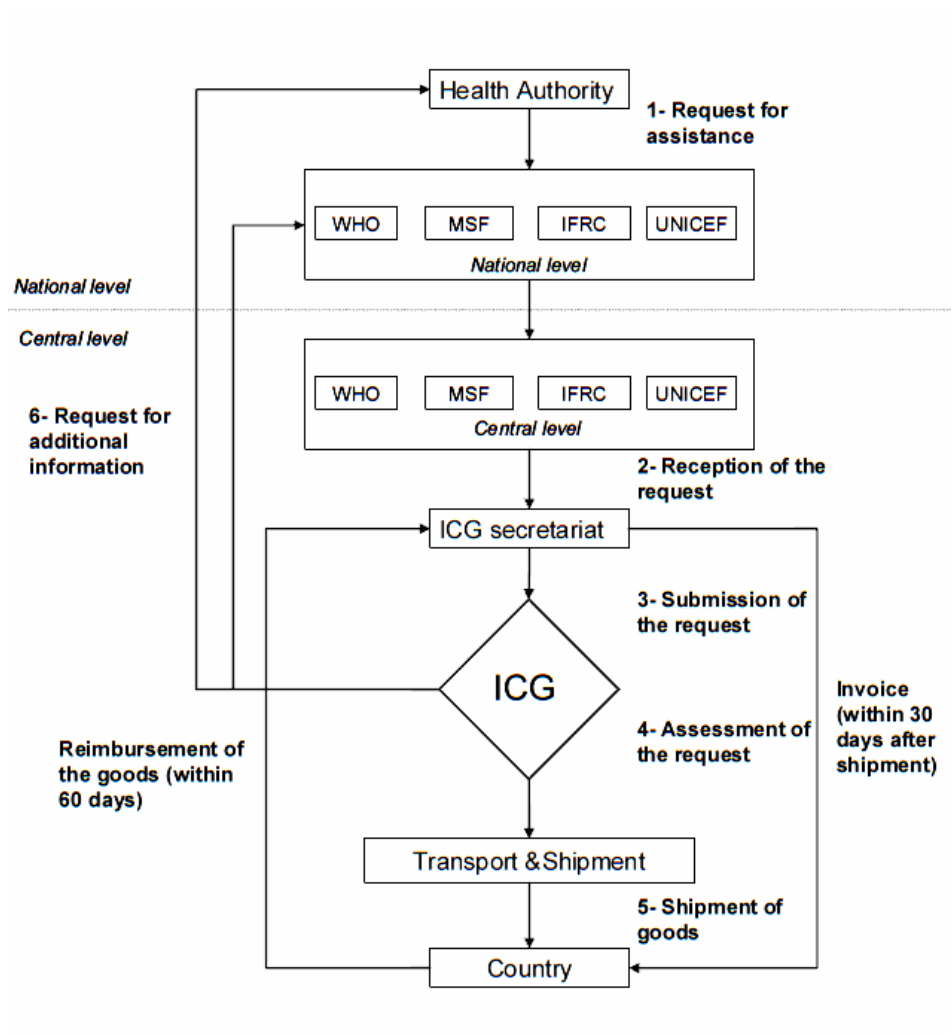 Health Authority
1- Request for
assistance
WHO MSF IFRC UNICEF
National level
National level
Central level
WHO MSF IFRC UNICEF
Central level
6- Request for
additional
information
2- Reception of the
request
ICG secretariat
3- Submission of
the request
ICG
Invoice
(within 30
days after
shipment)
4- Assessment of
the request
Reimbursement of
the goods (within
60 days)
Transport &Shipment
5- Shipment of
goods
Country